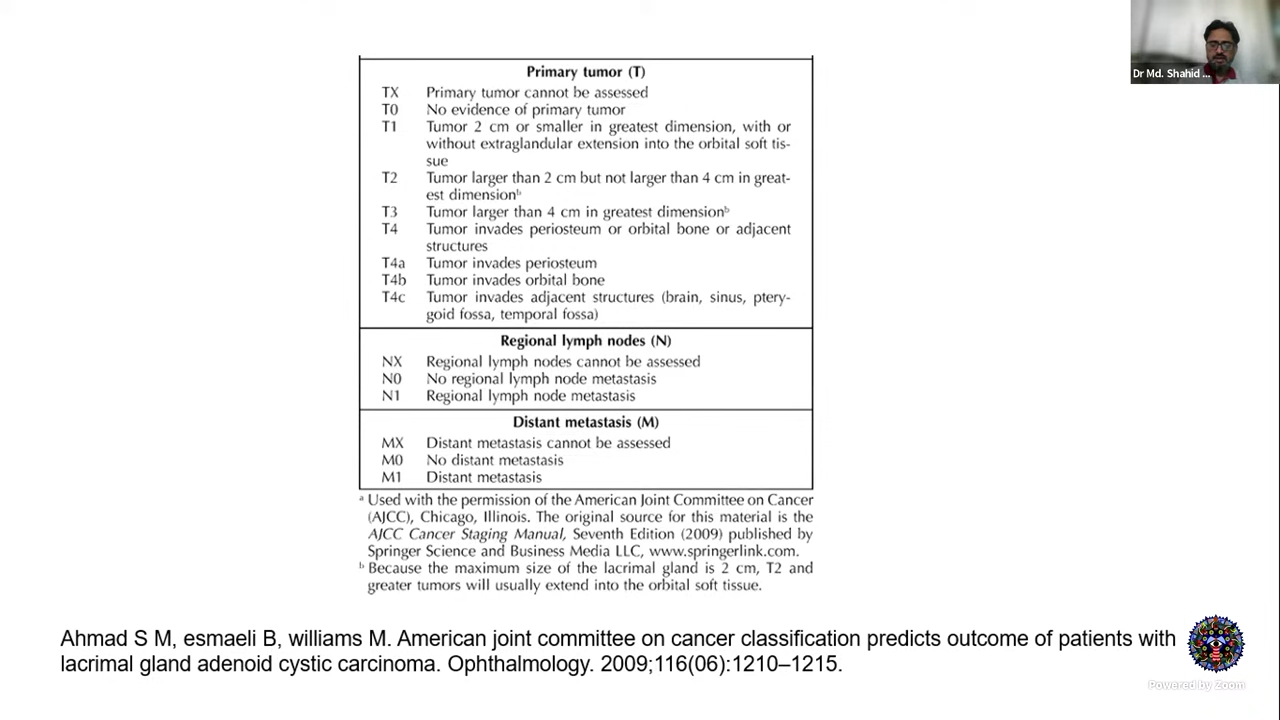 Dr Md. Shahid ...
Primary tumor (T)
TX Primary tumor cannot be assessed
T0 No evidence of primary tumor
T1 Tumor 2 cm or smaller in greatest dimension, with or
without extraglandular extension into the orbital soft tis-
sue
T2 Tumor larger than 2 cm but not larger than 4 cm in great-
est dimensionᵇ
T3 Tumor larger than 4 cm in greatest dimensionᵇ
T4 Tumor invades periosteum or orbital bone or adjacent
structures
T4a Tumor invades periosteum
T4b Tumor invades orbital bone
T4c Tumor invades adjacent structures (brain, sinus, ptery-
goid fossa, temporal fossa)
Regional lymph nodes (N)
NX Regional lymph nodes cannot be assessed
N0 No regional lymph node metastasis
N1 Regional lymph node metastasis
Distant metastasis (M)
MX Distant metastasis cannot be assessed
M0 No distant metastasis
M1 Distant metastasis
ᵃ Used with the permission of the American Joint Committee on Cancer
(AJCC), Chicago, Illinois. The original source for this material is the
AJCC Cancer Staging Manual, Seventh Edition (2009) published by
Springer Science and Business Media LLC, www.springerlink.com.
ᵇ Because the maximum size of the lacrimal gland is 2 cm, T2 and
greater tumors will usually extend into the orbital soft tissue.
Ahmad S M, esmaeli B, williams M. American joint committee on cancer classification predicts outcome of patients with
lacrimal gland adenoid cystic carcinoma. Ophthalmology. 2009;116(06):1210–1215.
Powered by Zoom